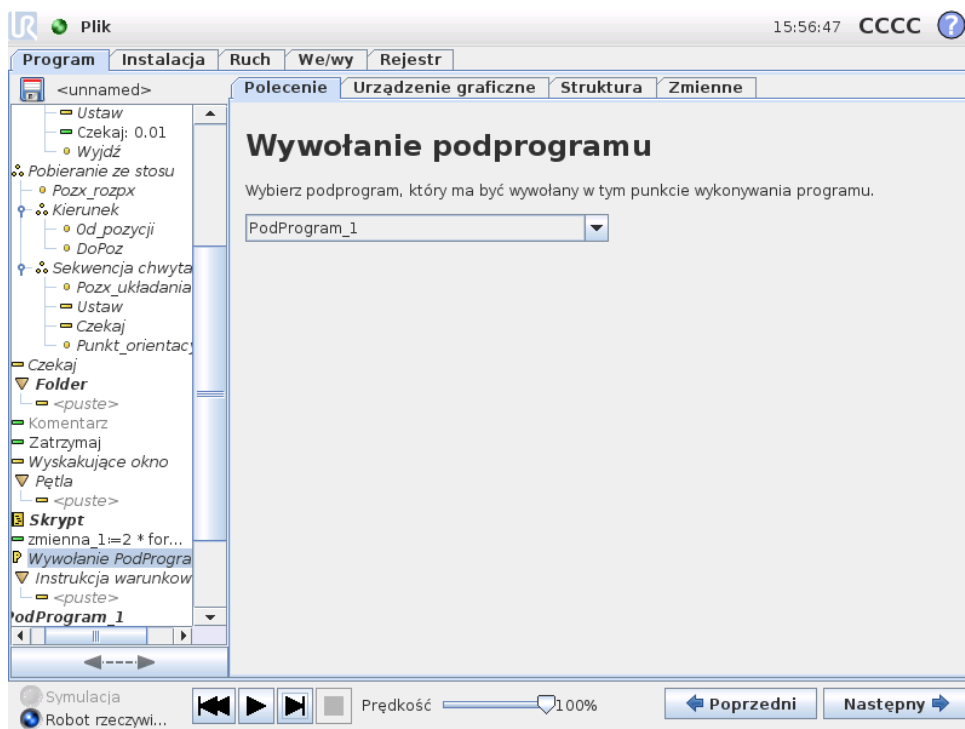 UR Plik 15:56:47 CCCC ?
Program Instalacja Ruch We/wy Rejestr
<unnamed>
Polecenie Urządzenie graficzne Struktura Zmienne
Ustaw
Czekaj: 0.01
Wyjdź
Pobieranie ze stosu
Pozx_rozpx
Kierunek
Od_pozycji
DoPoz
Sekwencja chwyta
Pozx_układania
Ustaw
Czekaj
Punkt_orientac
Czekaj
Folder
<puste>
Komentarz
Zatrzymaj
Wyskakujące okno
Pętla
<puste>
Skrypt
zmienna_1:=2 * for...
Wywołanie PodProgra
Instrukcja warunkow
<puste>
PodProgram_1
Wywołanie podprogramu
Wybierz podprogram, który ma być wywołany w tym punkcie wykonywania programu.
PodProgram_1
Symulacja
Robot rzeczywi...
Prędkość 100%
Poprzedni Następny